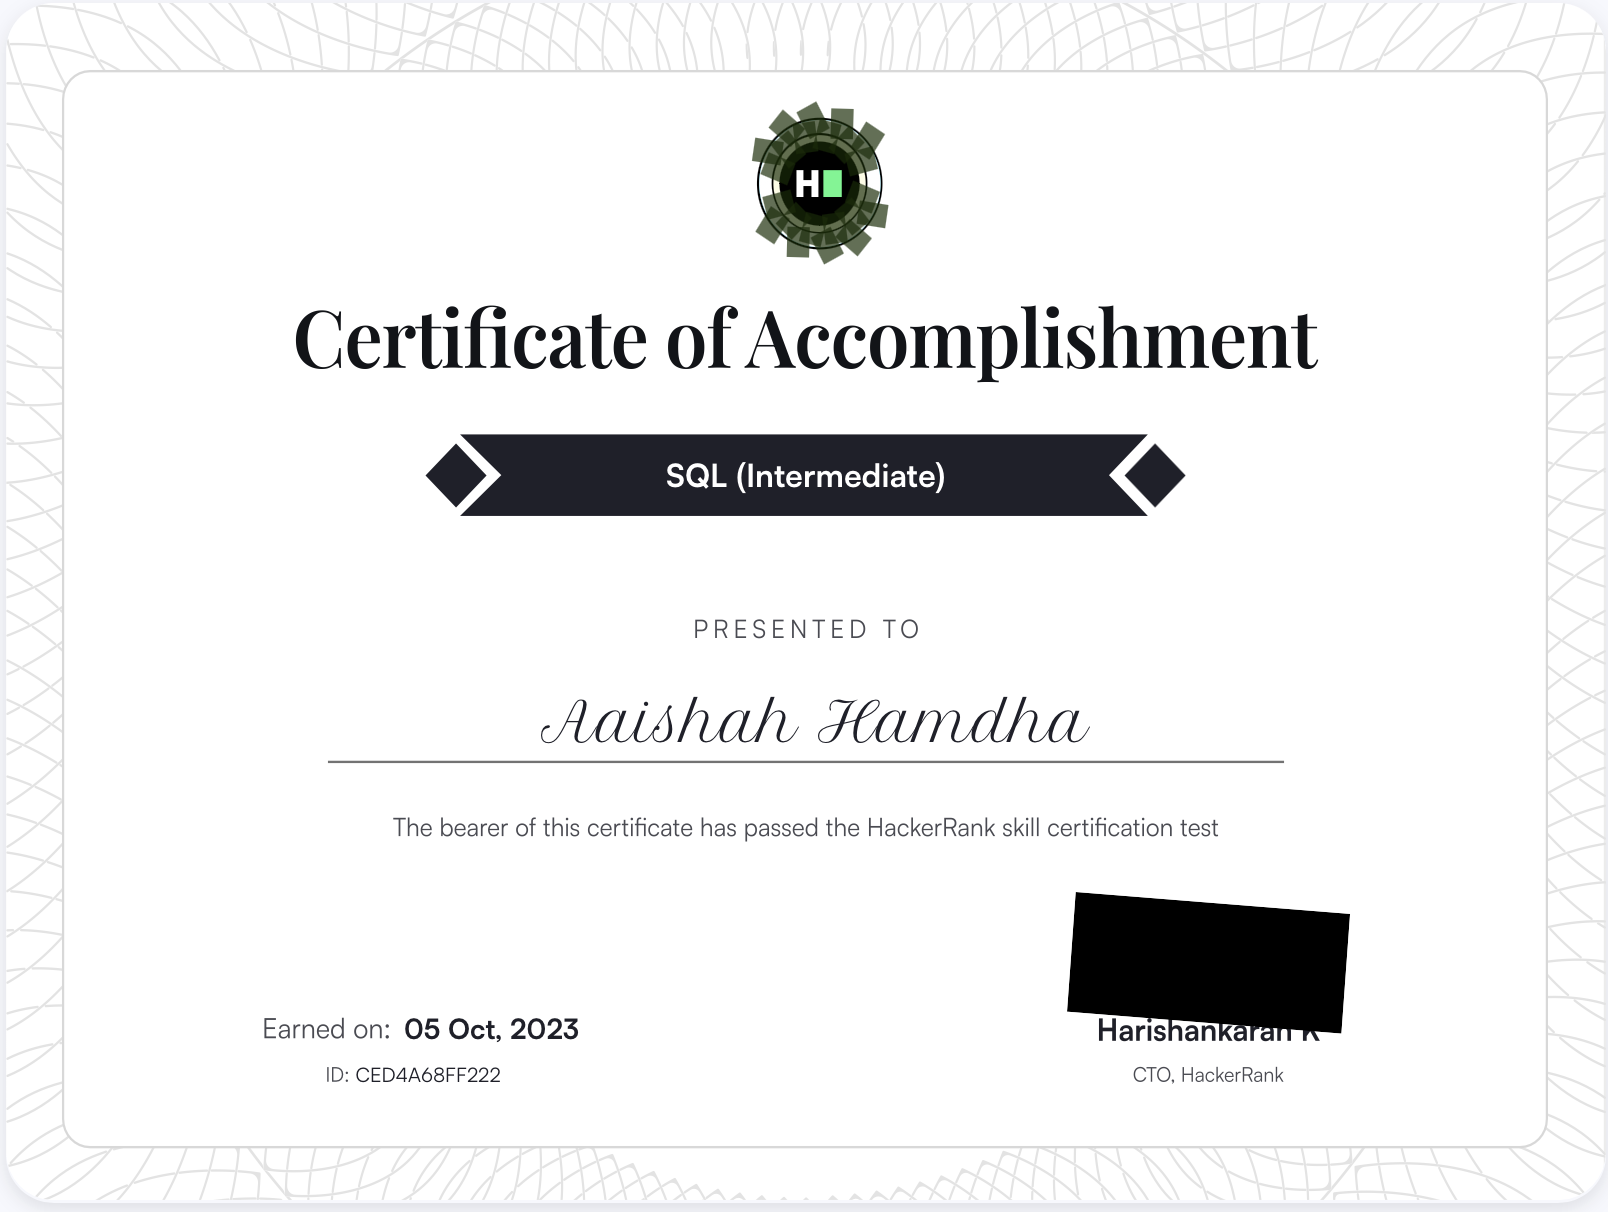 H
Certificate of Accomplishment
SQL (Intermediate)
PRESENTED TO
Aaishah Hamdha
The bearer of this certificate has passed the HackerRank skill certification test
Earned on: 05 Oct, 2023
Harishankaran K
ID: CED4A68FF222
CTO, HackerRank